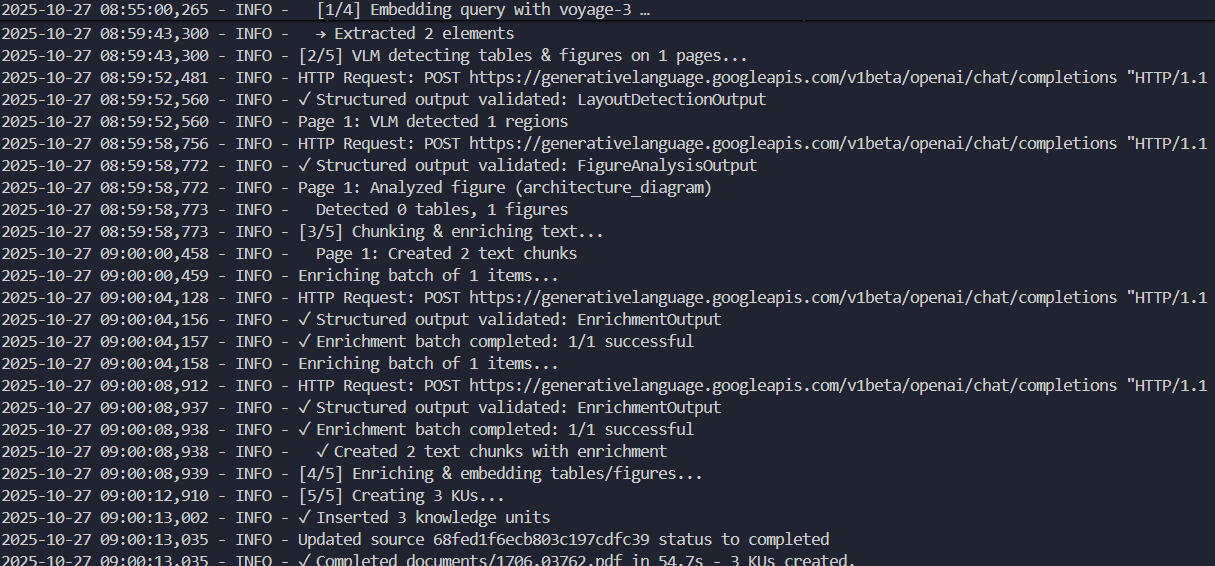 2025-10-27 08:55:00,265 - INFO -   [1/4] Embedding query with voyage-3 …
2025-10-27 08:59:43,300 - INFO -   → Extracted 2 elements
2025-10-27 08:59:43,300 - INFO - [2/5] VLM detecting tables & figures on 1 pages...
2025-10-27 08:59:52,481 - INFO - HTTP Request: POST https://generativelanguage.googleapis.com/v1beta/openai/chat/completions "HTTP/1.1
2025-10-27 08:59:52,560 - INFO - ✓ Structured output validated: LayoutDetectionOutput
2025-10-27 08:59:52,560 - INFO - Page 1: VLM detected 1 regions
2025-10-27 08:59:58,756 - INFO - HTTP Request: POST https://generativelanguage.googleapis.com/v1beta/openai/chat/completions "HTTP/1.1
2025-10-27 08:59:58,772 - INFO - ✓ Structured output validated: FigureAnalysisOutput
2025-10-27 08:59:58,772 - INFO - Page 1: Analyzed figure (architecture_diagram)
2025-10-27 08:59:58,773 - INFO -   Detected 0 tables, 1 figures
2025-10-27 08:59:58,773 - INFO - [3/5] Chunking & enriching text...
2025-10-27 09:00:00,458 - INFO -   Page 1: Created 2 text chunks
2025-10-27 09:00:00,459 - INFO - Enriching batch of 1 items...
2025-10-27 09:00:04,128 - INFO - HTTP Request: POST https://generativelanguage.googleapis.com/v1beta/openai/chat/completions "HTTP/1.1
2025-10-27 09:00:04,156 - INFO - ✓ Structured output validated: EnrichmentOutput
2025-10-27 09:00:04,157 - INFO - ✓ Enrichment batch completed: 1/1 successful
2025-10-27 09:00:04,158 - INFO - Enriching batch of 1 items...
2025-10-27 09:00:08,912 - INFO - HTTP Request: POST https://generativelanguage.googleapis.com/v1beta/openai/chat/completions "HTTP/1.1
2025-10-27 09:00:08,937 - INFO - ✓ Structured output validated: EnrichmentOutput
2025-10-27 09:00:08,938 - INFO - ✓ Enrichment batch completed: 1/1 successful
2025-10-27 09:00:08,938 - INFO -   ✓ Created 2 text chunks with enrichment
2025-10-27 09:00:08,939 - INFO - [4/5] Enriching & embedding tables/figures...
2025-10-27 09:00:12,910 - INFO - [5/5] Creating 3 KUs...
2025-10-27 09:00:13,002 - INFO - ✓ Inserted 3 knowledge units
2025-10-27 09:00:13,035 - INFO - Updated source 68fed1f6ecb803c197cdfc39 status to completed
2025-10-27 09:00:13,035 - INFO - ✓ Completed documents/1706.03762.pdf in 54.7s - 3 KUs created.